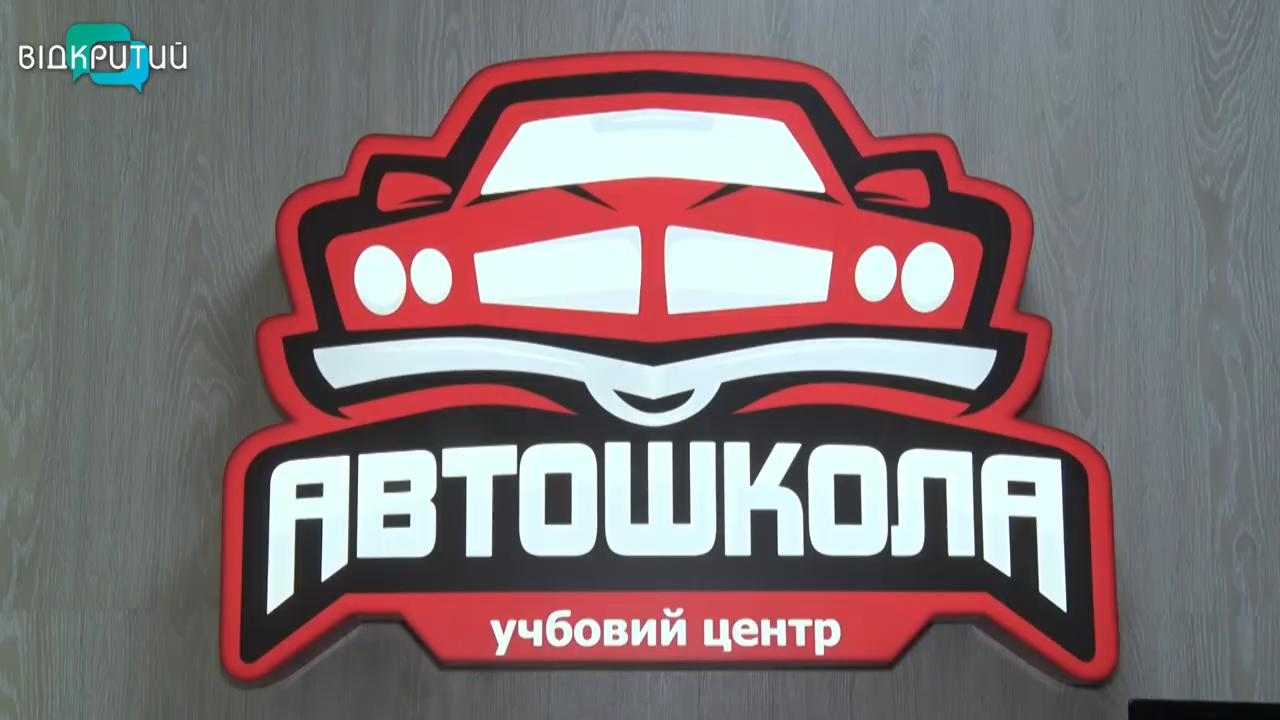 ВІДКРИТИЙ
АВТОШКОЛА
учбовий центр